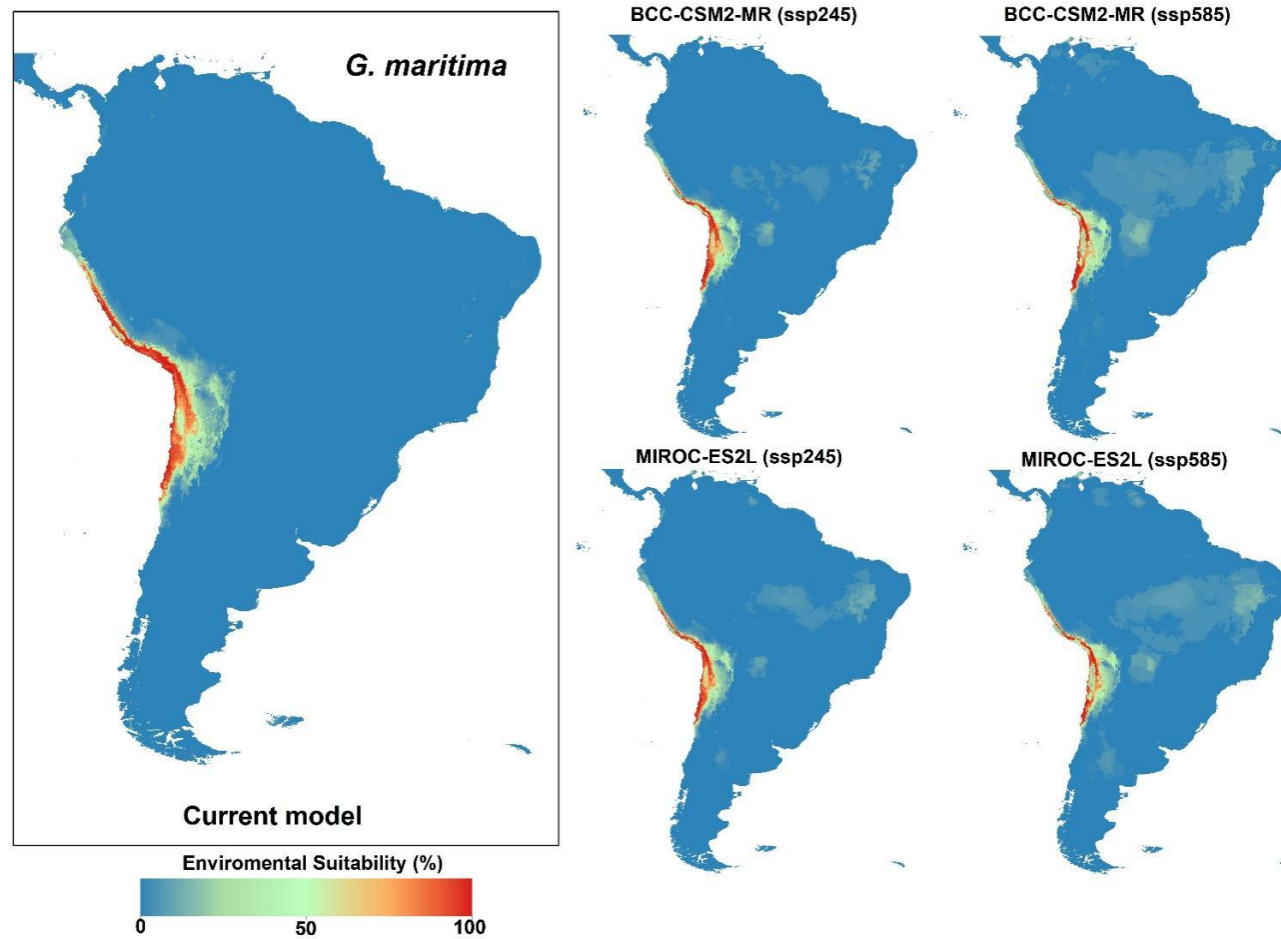 G. maritima
Current model
Enviromental Suitability (%)
0
50
100
BCC-CSM2-MR (ssp245)
BCC-CSM2-MR (ssp585)
MIROC-ES2L (ssp245)
MIROC-ES2L (ssp585)